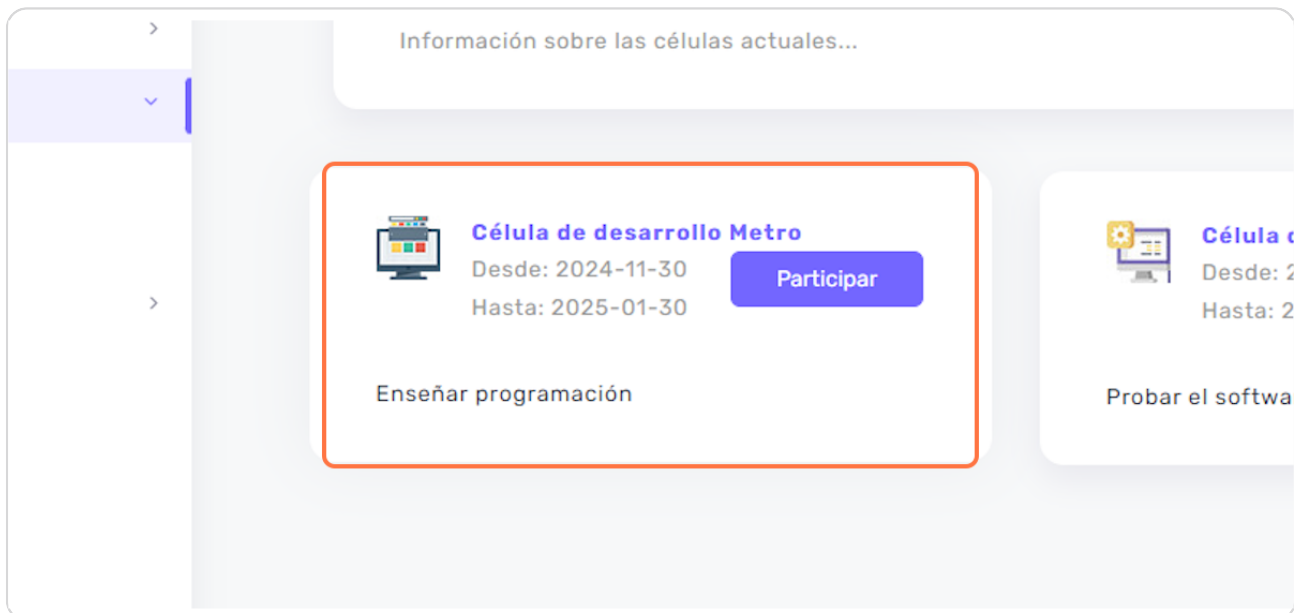 Información sobre las células actuales...
Célula de desarrollo Metro
Desde: 2024-11-30
Participar
Hasta: 2025-01-30
Enseñar programación
Célula
Desde:
Hasta:
Probar el